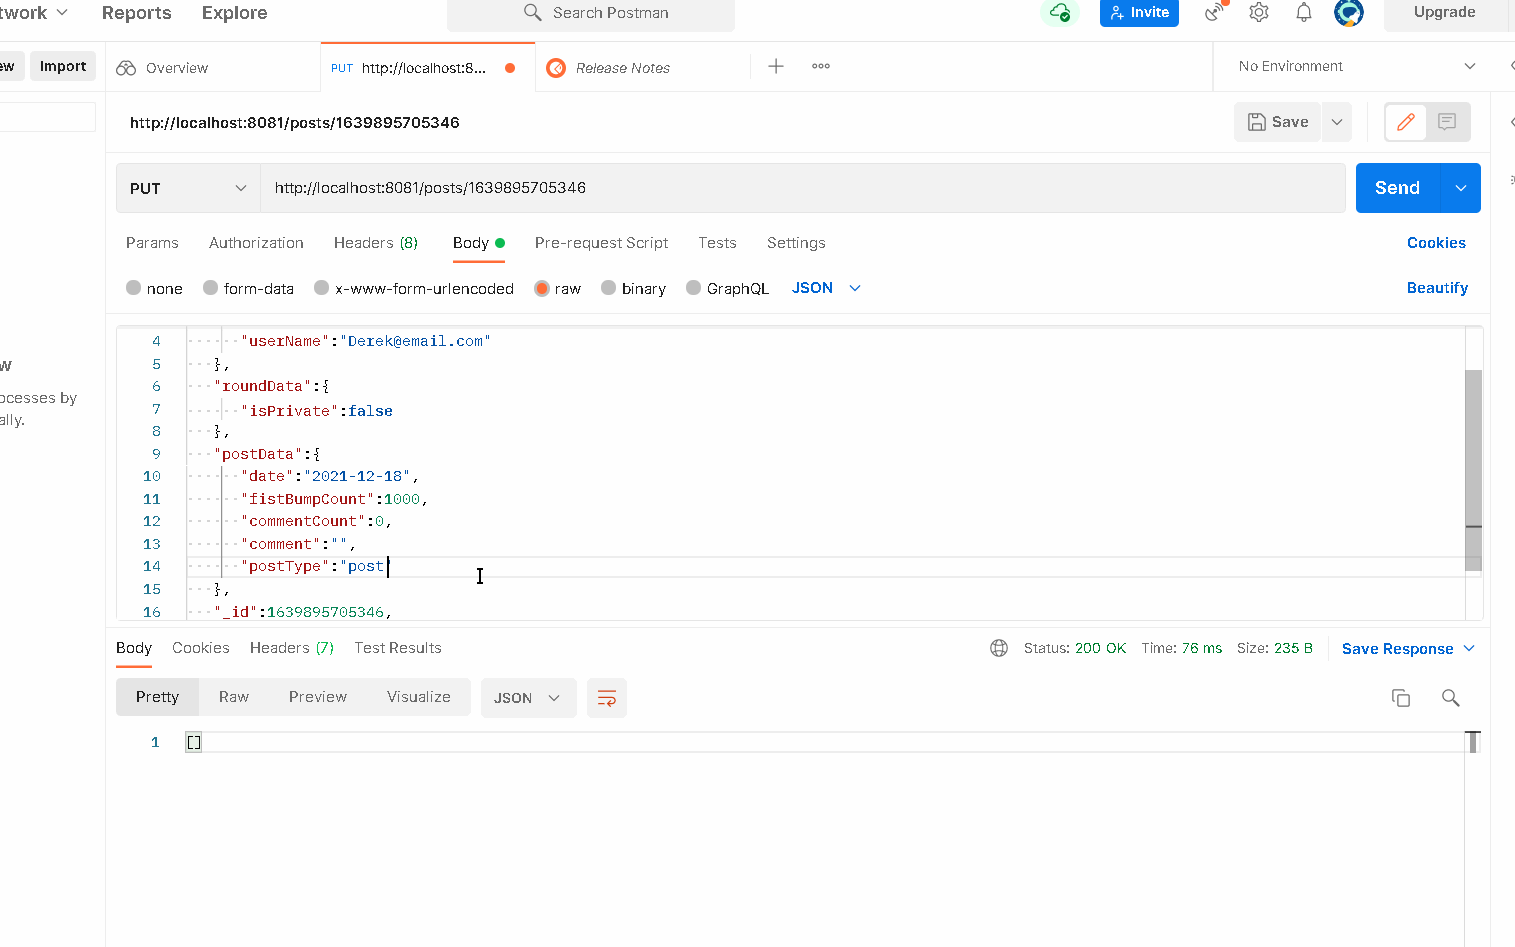 twork Reports Explore Search Postman Invite Upgrade
ew Import Overview PUT http://localhost:8... Release Notes No Environment
http://localhost:8081/posts/1639895705346 Save
PUT http://localhost:8081/posts/1639895705346 Send
Params Authorization Headers (8) Body Pre-request Script Tests Settings Cookies
none form-data x-www-form-urlencoded raw binary GraphQL JSON Beautify
4 "userName":"Derek@email.com"
5 },
6 "roundData":{
7 "isPrivate":false
8 },
9 "postData":{
10 "date":"2021-12-18",
11 "fistBumpCount":1000,
12 "commentCount":0,
13 "comment":"",
14 "postType":"post"
15 },
16 "_id":1639895705346,
w
ocesses by
ally.
Body Cookies Headers (7) Test Results Status: 200 OK Time: 76 ms Size: 235 B Save Response
Pretty Raw Preview Visualize JSON
1 []